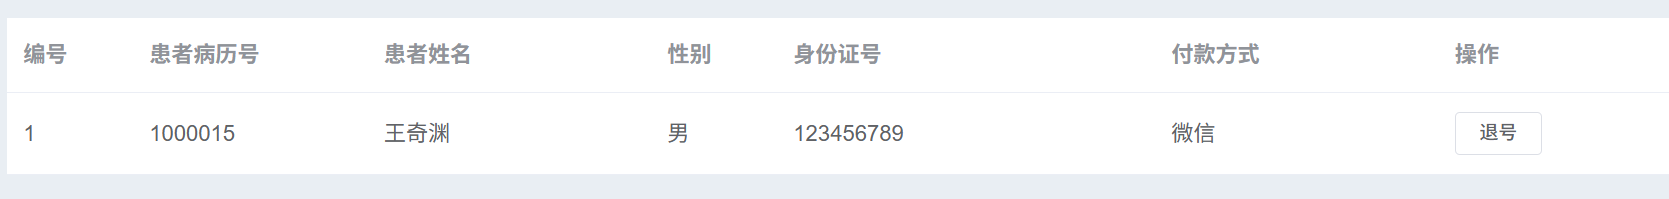 编号 患者病历号 患者姓名 性别 身份证号 付款方式 操作
1 1000015 王奇渊 男 123456789 微信 退号